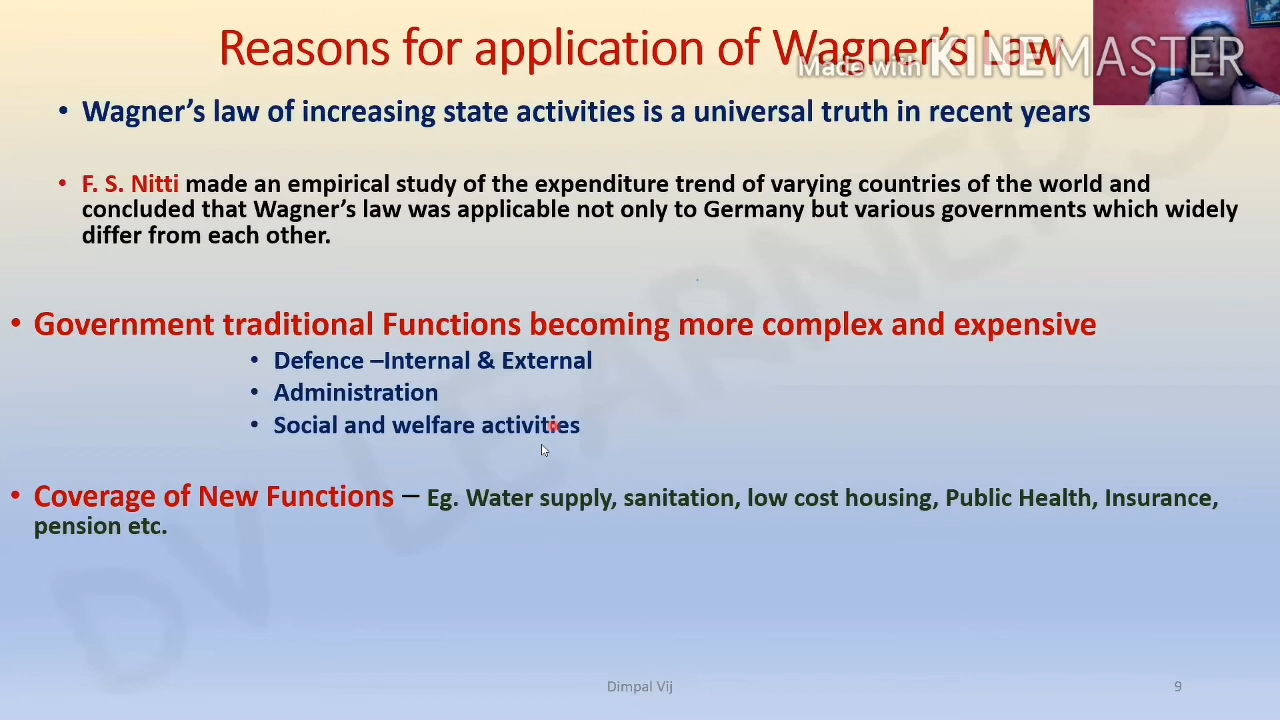 Reasons for application of Wagner's Law
Made with KINEMASTER
• Wagner's law of increasing state activities is a universal truth in recent years
• F. S. Nitti made an empirical study of the expenditure trend of varying countries of the world and
concluded that Wagner's law was applicable not only to Germany but various governments which widely
differ from each other.
• Government traditional Functions becoming more complex and expensive
• Defence –Internal & External
• Administration
• Social and welfare activities
• Coverage of New Functions – Eg. Water supply, sanitation, low cost housing, Public Health, Insurance,
pension etc.
DV LEARNERS
Dimpal Vij
9